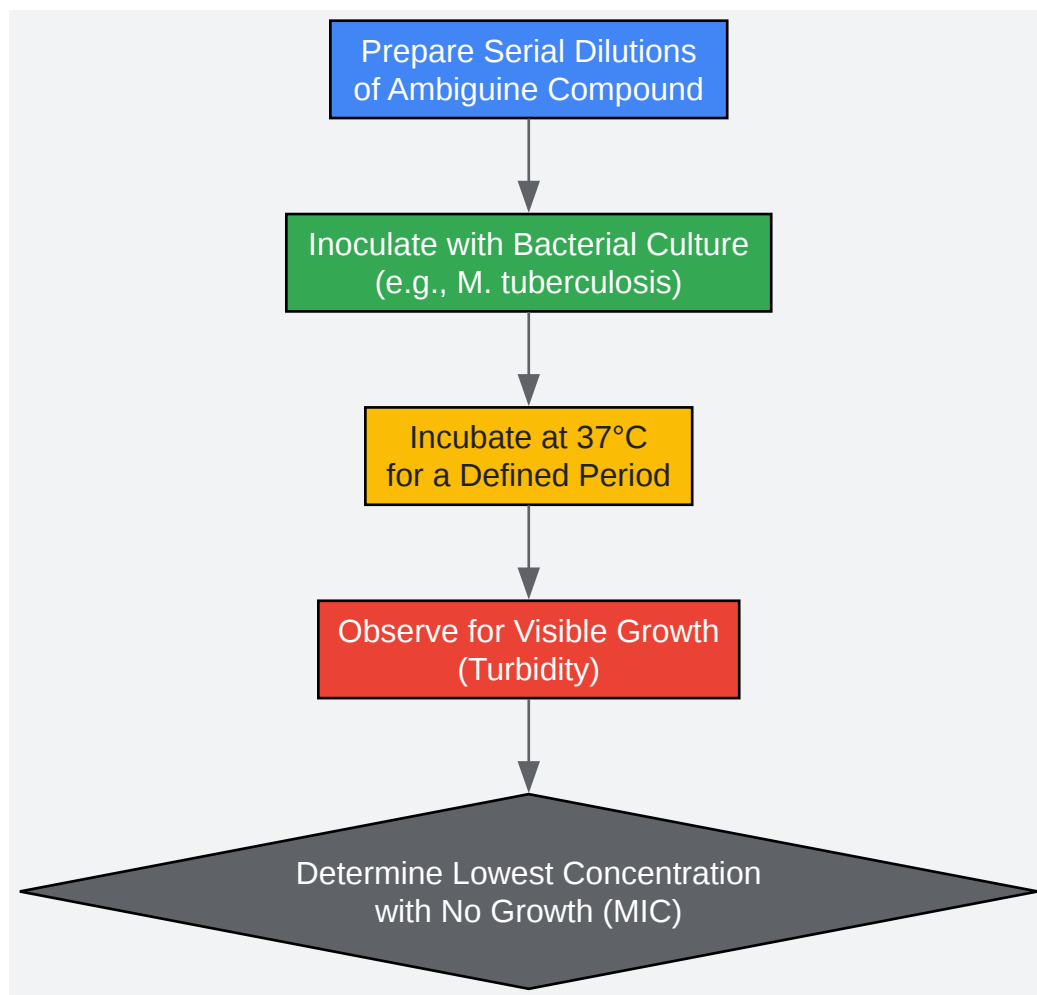 Prepare Serial Dilutions
of Ambiguine Compound
Inoculate with Bacterial Culture
(e.g., M. tuberculosis)
Incubate at 37°C
for a Defined Period
Observe for Visible Growth
(Turbidity)
Determine Lowest Concentration
with No Growth (MIC)